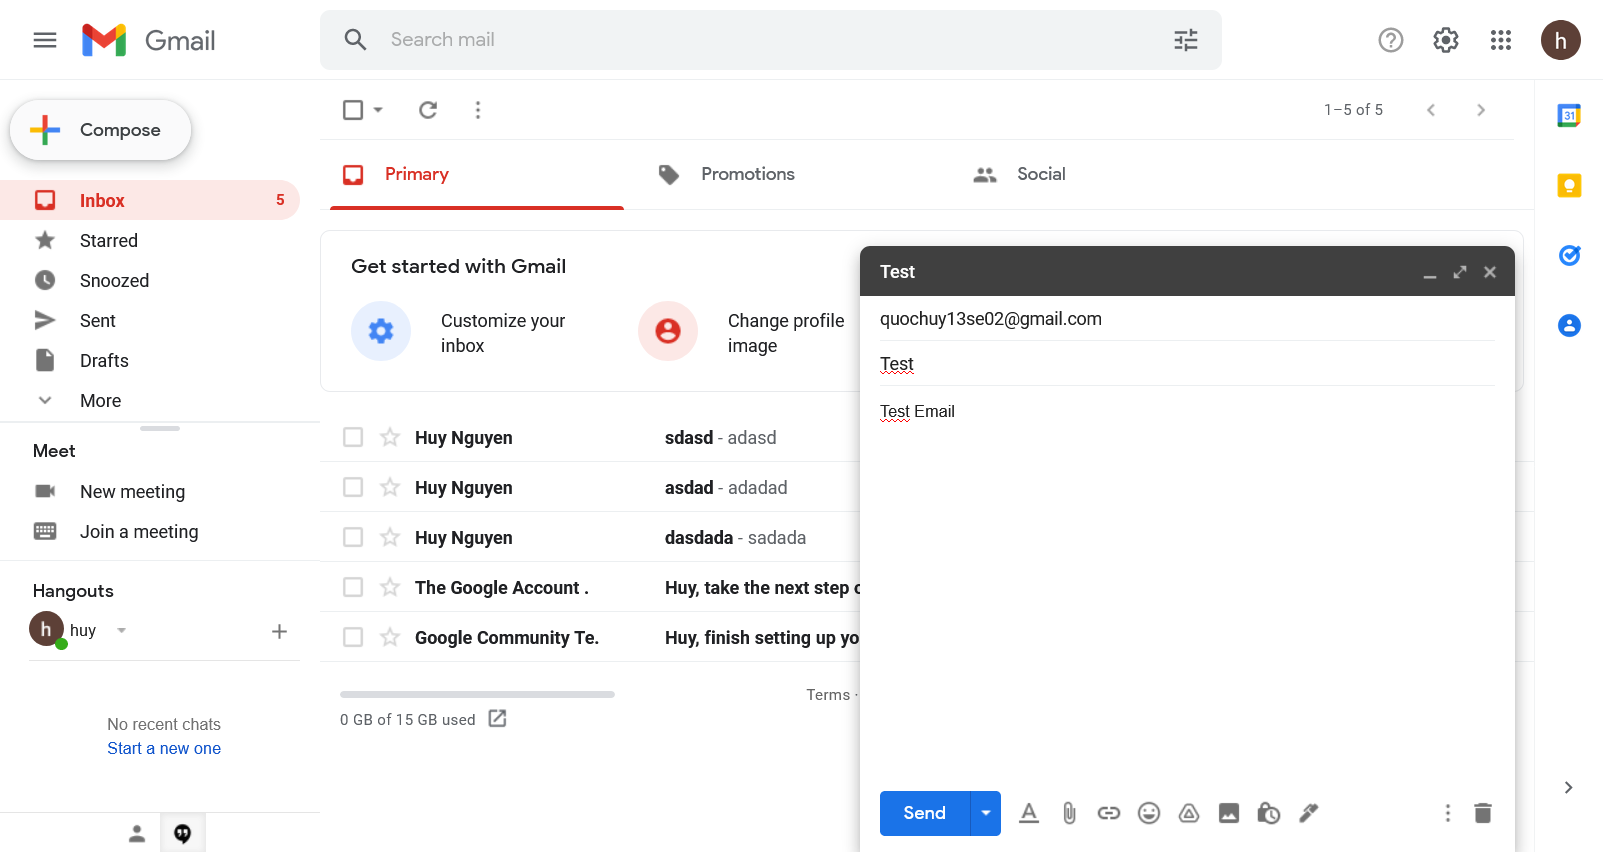 Gmail
Search mail
h
Compose
1–5 of 5
31
Primary
Promotions
Social
Inbox 5
Starred
Snoozed
Sent
Drafts
More
Get started with Gmail
Customize your
inbox
Change profile
image
Test
quochuy13se02@gmail.com
Test
Test Email
Huy Nguyen sdasd - adasd
Huy Nguyen asdad - adadad
Huy Nguyen dasdada - sadada
The Google Account . Huy, take the next step
Google Community Te. Huy, finish setting up yo
Meet
New meeting
Join a meeting
Hangouts
h huy
No recent chats
Start a new one
Terms ·
0 GB of 15 GB used
Send